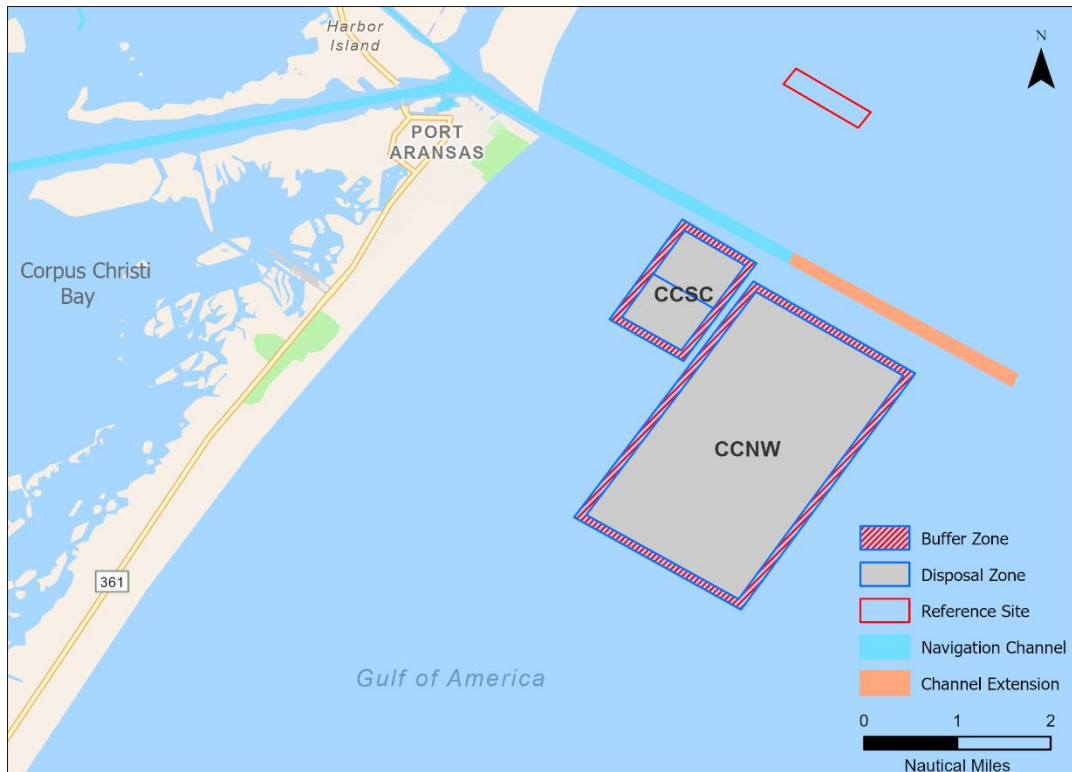 Harbor
Island
N
PORT
ARANSAS
Corpus Christi
Bay
CCSC
CCNW
361
Gulf of America
Buffer Zone
Disposal Zone
Reference Site
Navigation Channel
Channel Extension
0 1 2
Nautical Miles